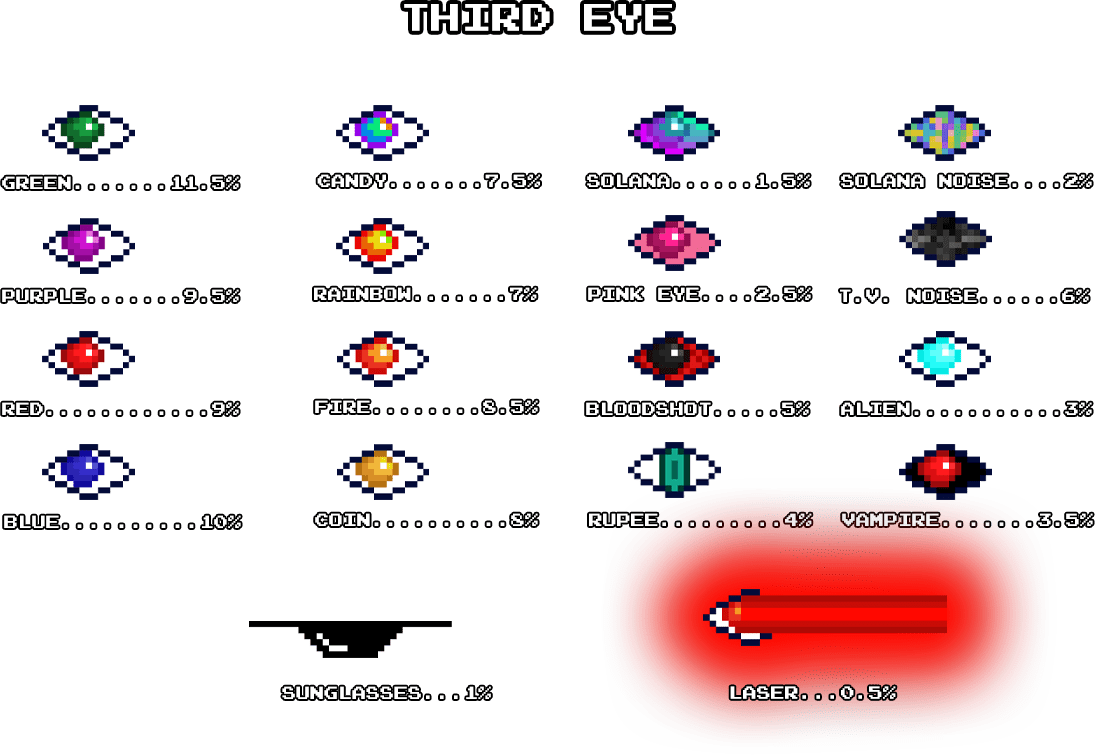 THIRD EYE
GREEN.......11.5%
CANDY.......7.5%
SOLANA......1.5%
SOLANA NOISE....2%
PURPLE.......9.5%
RAINBOW.......7%
PINK EYE....2.5%
T.V. NOISE......6%
RED............9%
FIRE........8.5%
BLOODSHOT.....5%
ALIEN...........3%
BLUE..........10%
COIN..........8%
RUPEE.........4%
VAMPIRE.......3.5%
SUNGLASSES...1%
LASER...0.5%